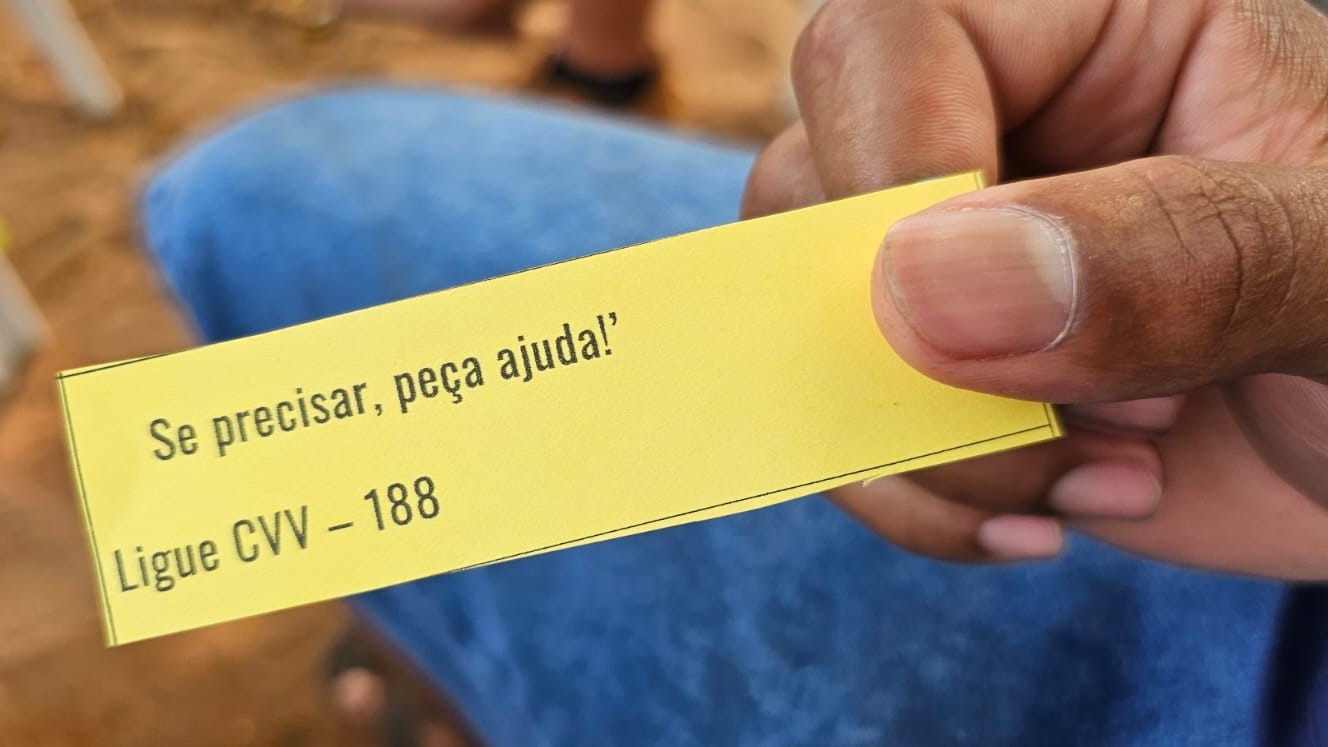 Se precisar, peça ajuda!’
Ligue CVV – 188